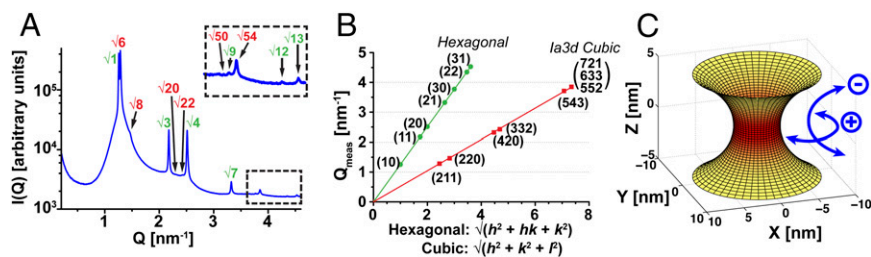 A
I(Q) [arbitrary units]
10⁵
10⁴
10³
√6
√1
√8
√20
√22
√3
√4
√7
√50
√9
√54
√12
√13
1 2 3 4
Q [nm⁻¹]
B
Q_meas [nm⁻¹]
5
4
3
2
1
0
Hexagonal
Ia3d Cubic
(31)
(22)
(30)
(21)
(20)
(11)
(10)
(721
633
552)
(543)
(332)
(420)
(220)
(211)
0 1 2 3 4 5 6 7 8
Hexagonal: √(h² + hk + k²)
Cubic: √(h² + k² + l²)
C
Z [nm]
5
0
−5
−10
Y [nm]
0
10
10 5 0 −5 −10
X [nm]
−
+